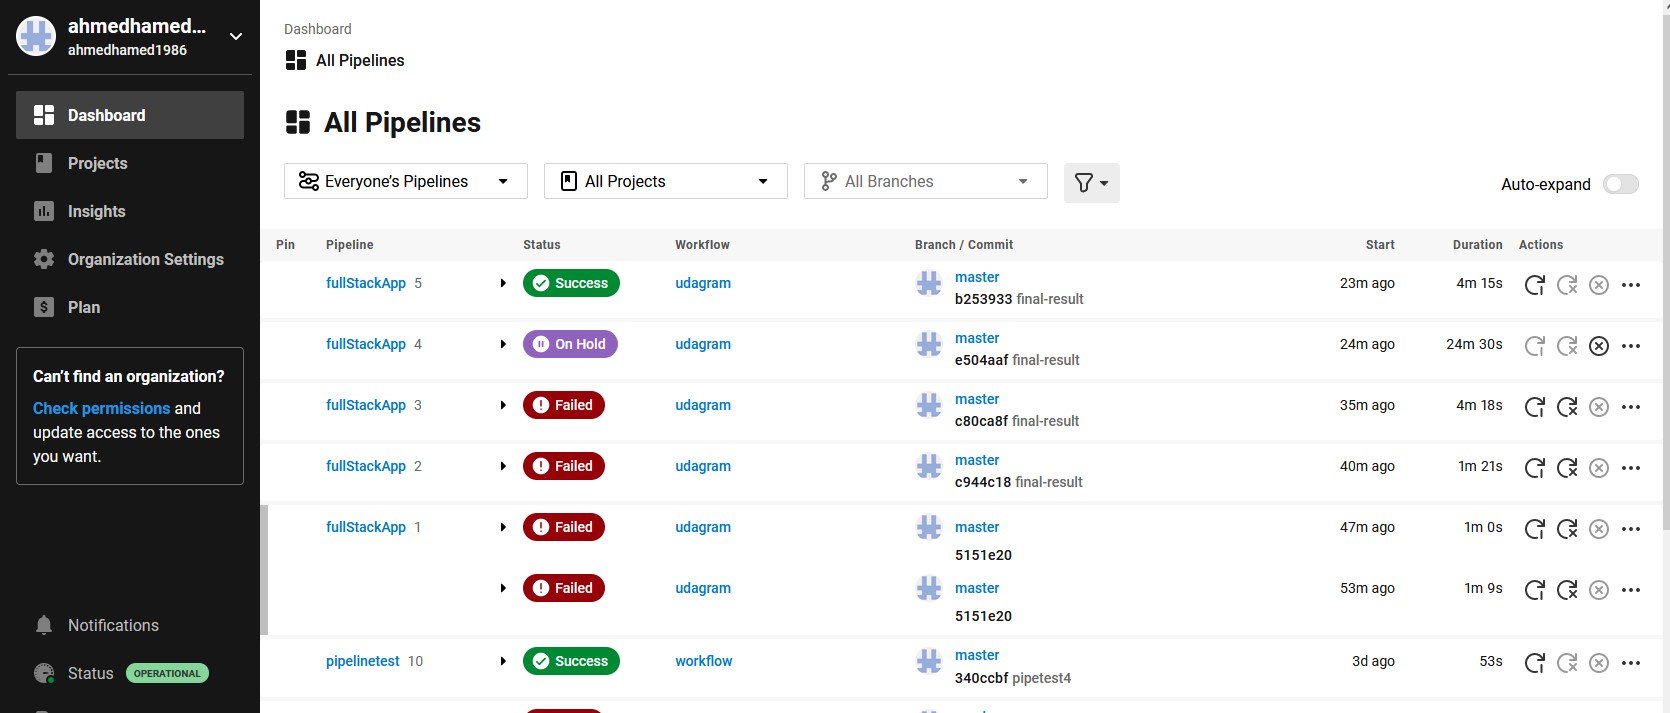 ahmedhamed...
ahmedhamed1986
Dashboard
Projects
Insights
Organization Settings
Plan
Can't find an organization?
Check permissions and
update access to the ones
you want.
Notifications
Status OPERATIONAL
Dashboard
All Pipelines
All Pipelines
Everyone's Pipelines All Projects All Branches Auto-expand
Pin Pipeline Status Workflow Branch / Commit Start Duration Actions
fullStackApp 5 Success udagram master 23m ago 4m 15s
b253933 final-result
fullStackApp 4 On Hold udagram master 24m ago 24m 30s
e504aaf final-result
fullStackApp 3 Failed udagram master 35m ago 4m 18s
c80ca8f final-result
fullStackApp 2 Failed udagram master 40m ago 1m 21s
c944c18 final-result
fullStackApp 1 Failed udagram master 47m ago 1m 0s
5151e20
Failed udagram master 53m ago 1m 9s
5151e20
pipelinetest 10 Success workflow master 3d ago 53s
340ccbf pipetest4